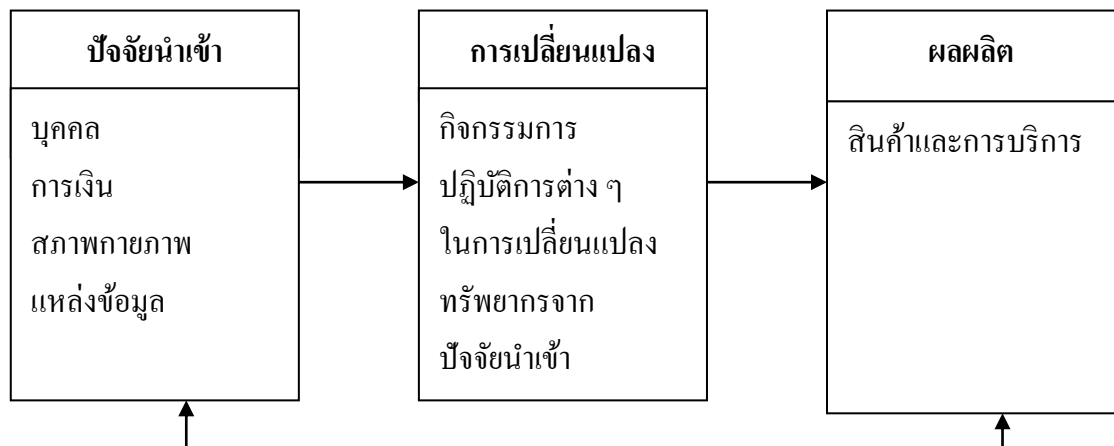 ปัจจัยนำเข้า
บุคคล
การเงิน
สภาพกายภาพ
แหล่งข้อมูล
การเปลี่ยนแปลง
กิจกรรมการ
ปฏิบัติการต่าง ๆ
ในการเปลี่ยนแปลง
ทรัพยากรจาก
ปัจจัยนำเข้า
ผลผลิต
สินค้าและการบริการ